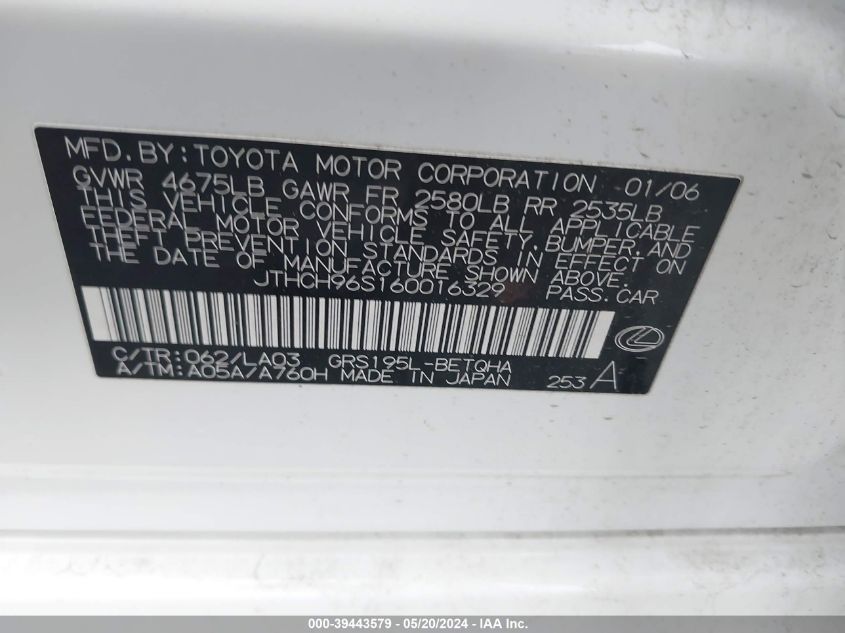 MFD.BY:TOYOTA MOTOR CORPORATION 01/06
GVWR 4675LB GAWR FR 2580LB RR 2535LB
THIS VEHICLE CONFORMS TO ALL APPLICABLE
FEDERAL MOTOR VEHICLE SAFETY,BUMPER,AND
THEFT PREVENTION STANDARDS IN EFFECT ON
THE DATE OF MANUFACTURE SHOWN ABOVE.
JTHCH96S160016329 PASS.CAR
C/TR:062/LA03 GRS195L-BETQHA
A/TM:A05A/A760H MADE IN JAPAN 253 A
000-39443579 - 05/20/2024 - IAA Inc.